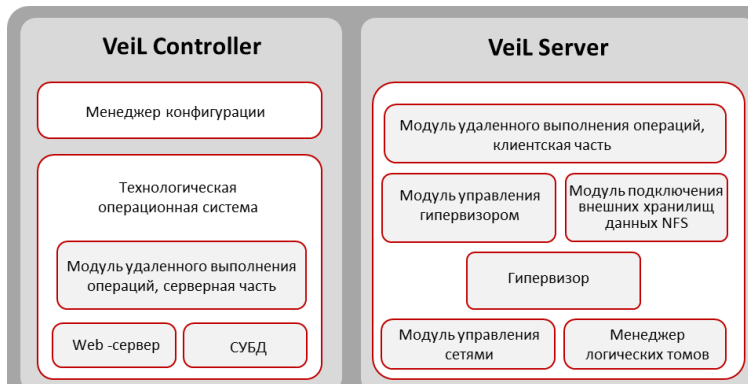 VeiL Controller
Менеджер конфигурации
Технологическая
операционная система
Модуль удаленного выполнения
операций, серверная часть
Web -сервер
СУБД
VeiL Server
Модуль удаленного выполнения операций,
клиентская часть
Модуль управления
гипервизором
Модуль подключения
внешних хранилищ
данных NFS
Гипервизор
Модуль управления
сетями
Менеджер
логических томов